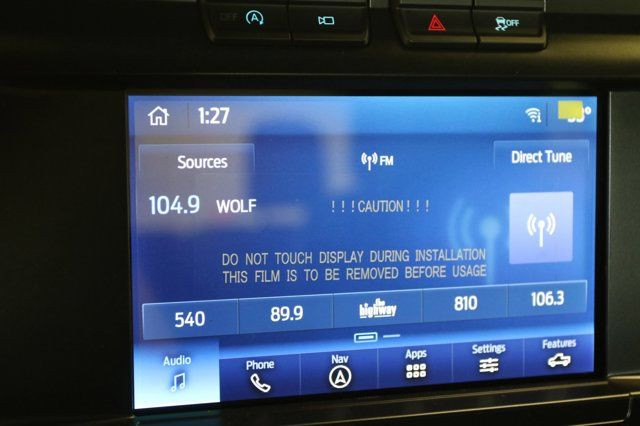 OFF A OFF
1:27
Sources FM Direct Tune
104.9 WOLF !!!CAUTION!!!
DO NOT TOUCH DISPLAY DURING INSTALLATION
THIS FILM IS TO BE REMOVED BEFORE USAGE
540 89.9 the highway 810 106.3
Audio Phone Nav Apps Settings Features